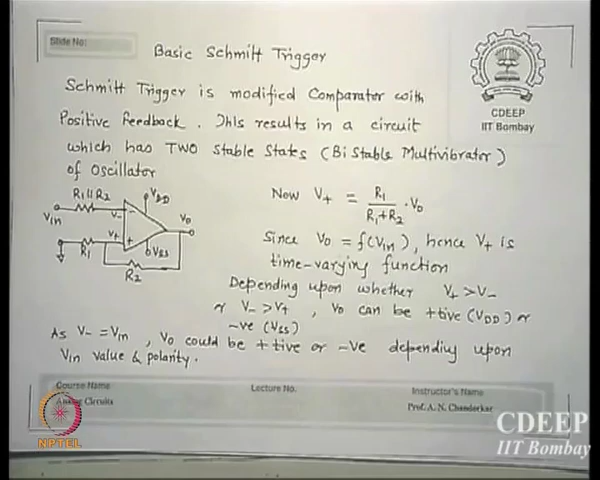 Slide No:
Basic Schmitt Trigger
CDEEP
IIT Bombay
Schmitt Trigger is modified Comparator with
Positive Feedback. This results in a circuit
which has TWO Stable States (Bi Stable Multivibrator)
of Oscillator
R1||R2
VDD
Vin
V-
V+
Vo
VSS
R1
R2
Now V+ = R1/(R1+R2) · Vo
Since Vo = f(Vin), hence V+ is
time-varying function
Depending upon whether V+ > V-
or V- > V+, Vo can be +tive (VDD) or
-ve (VSS)
As V- = Vin, Vo could be +tive or -ve depending upon
Vin value & polarity.
Course Name
Analog Circuits
Lecture No.
Instructor's Name
Prof. A. N. Chandorkar
NPTEL
CDEEP
IIT Bombay